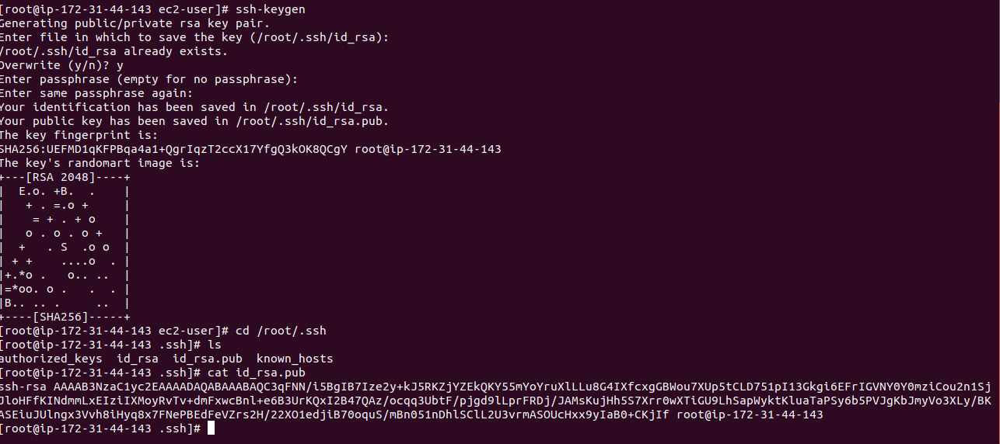 [root@ip-172-31-44-143 ec2-user]# ssh-keygen
Generating public/private rsa key pair.
Enter file in which to save the key (/root/.ssh/id_rsa):
/root/.ssh/id_rsa already exists.
Overwrite (y/n)? y
Enter passphrase (empty for no passphrase):
Enter same passphrase again:
Your identification has been saved in /root/.ssh/id_rsa.
Your public key has been saved in /root/.ssh/id_rsa.pub.
The key fingerprint is:
SHA256:UEFMD1qKFPBqa4a1+QgrIqzT2ccX17YfgQ3kOK8QCgY root@ip-172-31-44-143
The key's randomart image is:
+---[RSA 2048]----+
|  E.o. +B.  .    |
|   + . =.o +     |
|    = + . + o    |
|   o . o . o +   |
|  +   . S  .o o  |
| + +    ....o  . |
|+.*o .   o.. ..  |
|=*oo. o .   .  . |
|B.. .. .     ..  |
+----[SHA256]-----+
[root@ip-172-31-44-143 ec2-user]# cd /root/.ssh
[root@ip-172-31-44-143 .ssh]# ls
authorized_keys  id_rsa  id_rsa.pub  known_hosts
[root@ip-172-31-44-143 .ssh]# cat id_rsa.pub
ssh-rsa AAAAB3NzaC1yc2EAAAADAQABAAABAQC3qFNN/i5BgIB7Ize2y+kJ5RKZjYZEkQKY55mYoYruXlLLu8G4IXfcxgGBWou7XUp5tCLD751pI13Gkgi6EFrIGVNY0Y0mziCou2n1Sj
JloHFfKINdmmLxEIziIXMoyRvTv+dmFxwcBnl+e6B3UrKQxI2B47QAz/ocqq3UbtF/pjgd9lLprFRDj/JAMsKujHh5S7Xrr0wXTiGU9LhSapWyktKluaTaPSy6b5PVJgKbJmyVo3XLy/BK
ASEiuJUlngx3Vvh8iHyq8x7FNePBEdFeVZrs2H/22XO1edjiB70oquS/mBn051nDhlSClL2U3vrmASOUcHxx9yIaB0+CKjIf root@ip-172-31-44-143
[root@ip-172-31-44-143 .ssh]#